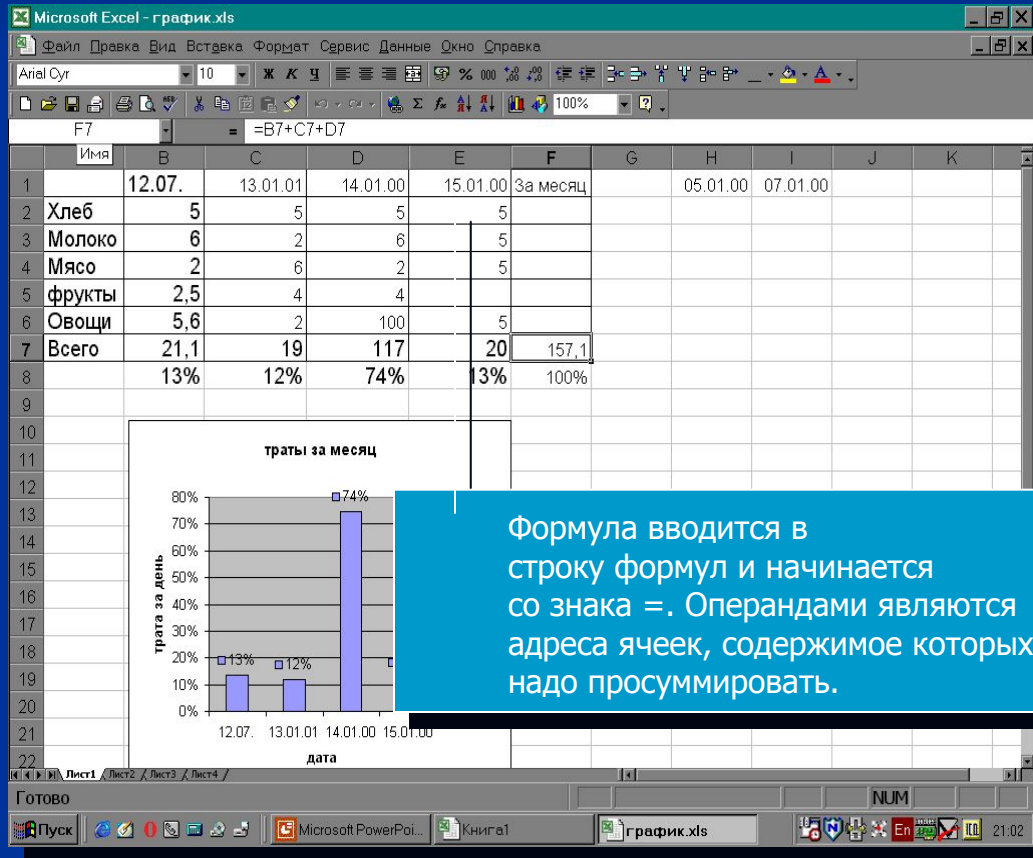 Microsoft Excel - график.xls
Файл Правка Вид Вставка Формат Сервис Данные Окно Справка
Arial Cyr 10 Ж К Ч % 000
100%
F7 = =B7+C7+D7
Имя B C D E F G H I J K
1 12.07. 13.01.01 14.01.00 15.01.00 За месяц 05.01.00 07.01.00
2 Хлеб 5 5 5 5
3 Молоко 6 2 6 5
4 Мясо 2 6 2 5
5 фрукты 2,5 4 4
6 Овощи 5,6 2 100 5
7 Всего 21,1 19 117 20 157,1
8 13% 12% 74% 13% 100%
9
10
11
12
13
14
15
16
17
18
19
20
21
22
траты за месяц
трата за день
80%
70%
60%
50%
40%
30%
20%
10%
0%
74%
13% 12%
12.07. 13.01.01 14.01.00 15.01.00
дата
Формула вводится в
строку формул и начинается
со знака =. Операндами являются
адреса ячеек, содержимое которых
надо просуммировать.
Лист1 Лист2 Лист3 Лист4
Готово NUM
Пуск Microsoft PowerPoi... Книга1 график.xls En 21:02